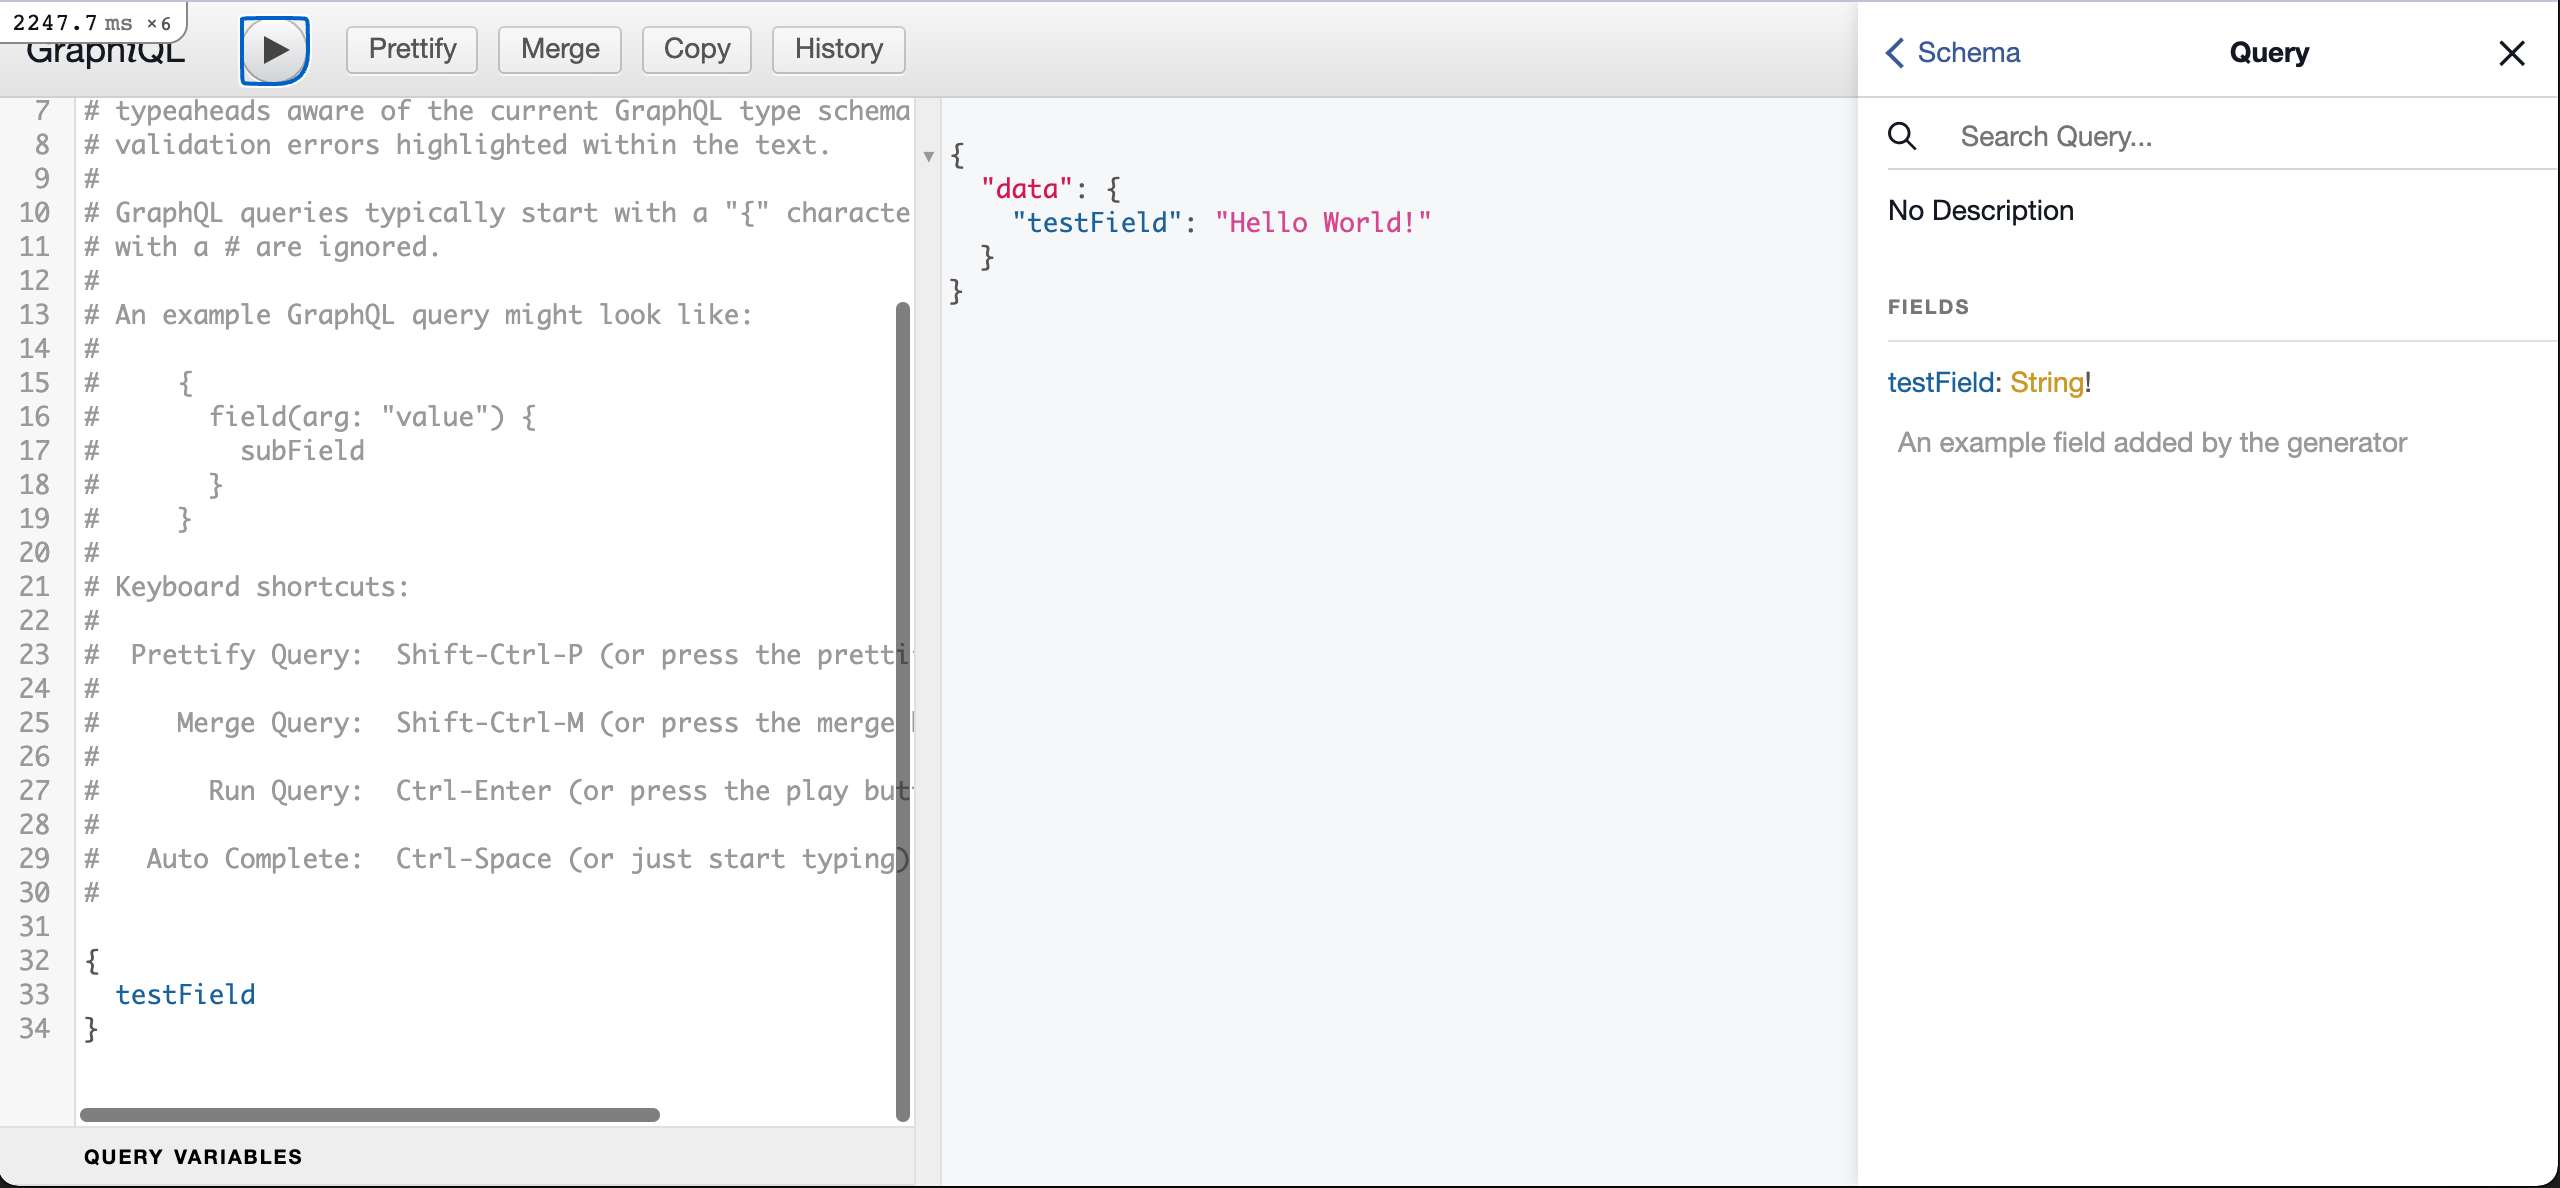 2247.7 ms ×6
GraphiQL
Prettify
Merge
Copy
History
7 # typeaheads aware of the current GraphQL type schema
8 # validation errors highlighted within the text.
9 #
10 # GraphQL queries typically start with a "{" characte
11 # with a # are ignored.
12 #
13 # An example GraphQL query might look like:
14 #
15 #     {
16 #       field(arg: "value") {
17 #         subField
18 #       }
19 #     }
20 #
21 # Keyboard shortcuts:
22 #
23 #  Prettify Query:  Shift-Ctrl-P (or press the pretti
24 #
25 #     Merge Query:  Shift-Ctrl-M (or press the merge
26 #
27 #       Run Query:  Ctrl-Enter (or press the play but
28 #
29 #   Auto Complete:  Ctrl-Space (or just start typing)
30 #
31
32 {
33   testField
34 }
QUERY VARIABLES
{
  "data": {
    "testField": "Hello World!"
  }
}
Schema
Query
Search Query...
No Description
FIELDS
testField: String!
An example field added by the generator